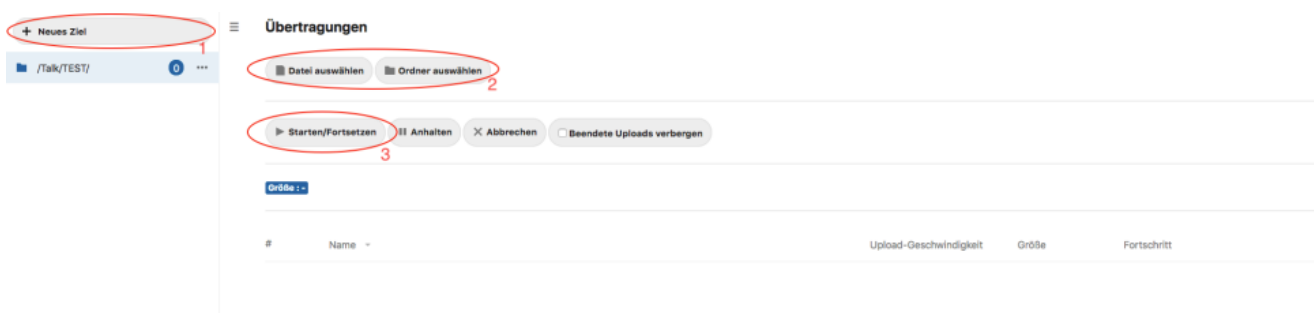 + Neues Ziel
1
/Talk/TEST/ 0 ...
Übertragungen
Datei auswählen Ordner auswählen
2
Starten/Fortsetzen Anhalten Abbrechen Beendete Uploads verbergen
3
Größe : -
# Name Upload-Geschwindigkeit Größe Fortschritt